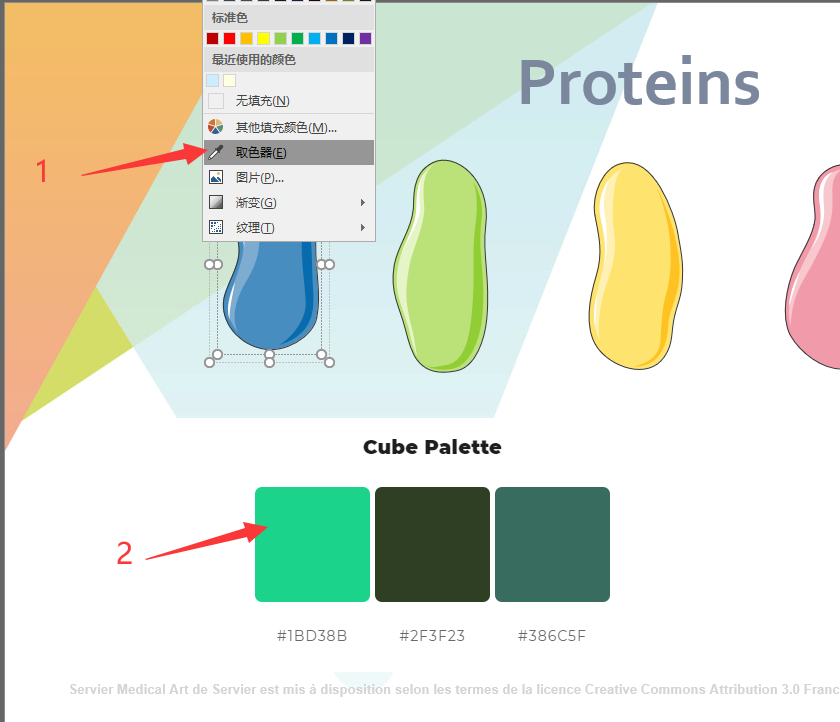 标准色
最近使用的颜色
无填充(N)
其他填充颜色(M)...
取色器(E)
图片(P)...
渐变(G)
纹理(T)
1
Proteins
Cube Palette
2
#1BD38B
#2F3F23
#386C5F
Servier Medical Art de Servier est mis à disposition selon les termes de la licence Creative Commons Attribution 3.0 Franc